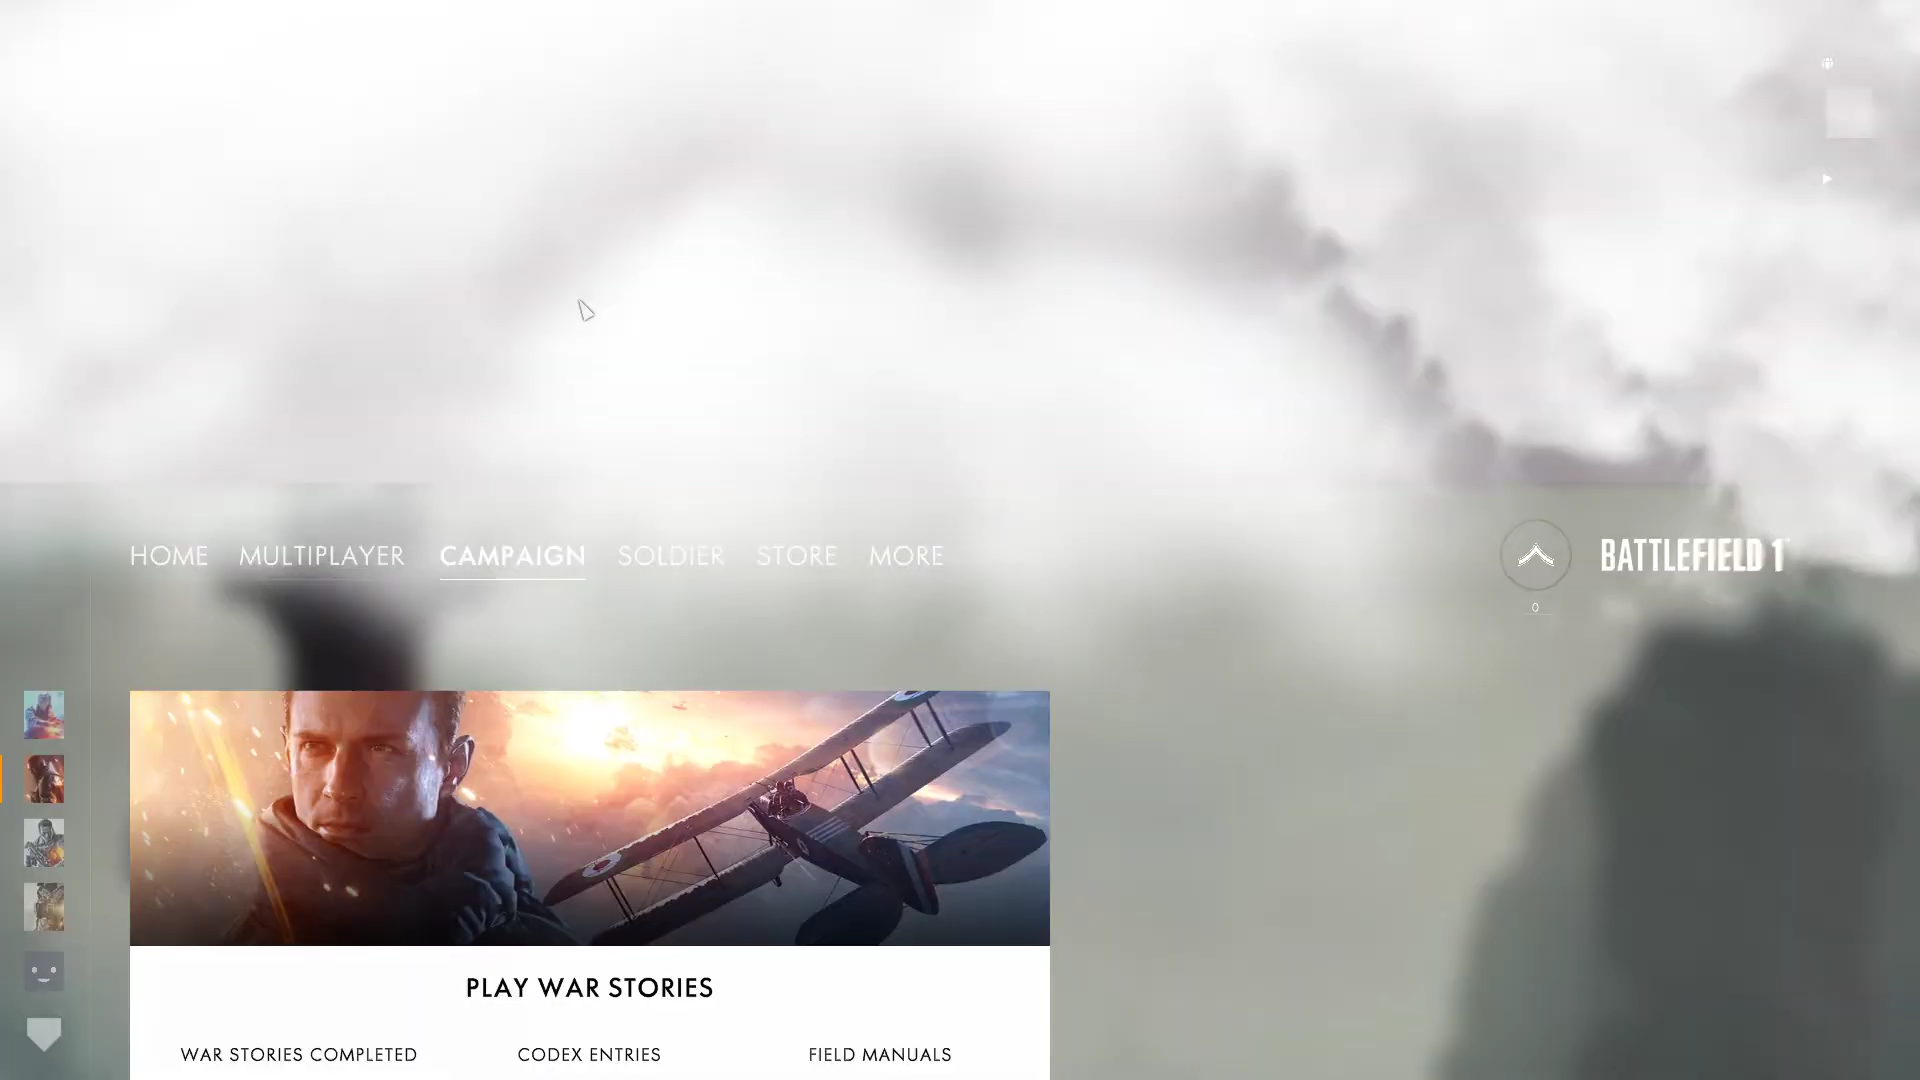 HOME MULTIPLAYER CAMPAIGN SOLDIER STORE MORE
BATTLEFIELD 1
0
PLAY WAR STORIES
WAR STORIES COMPLETED CODEX ENTRIES FIELD MANUALS